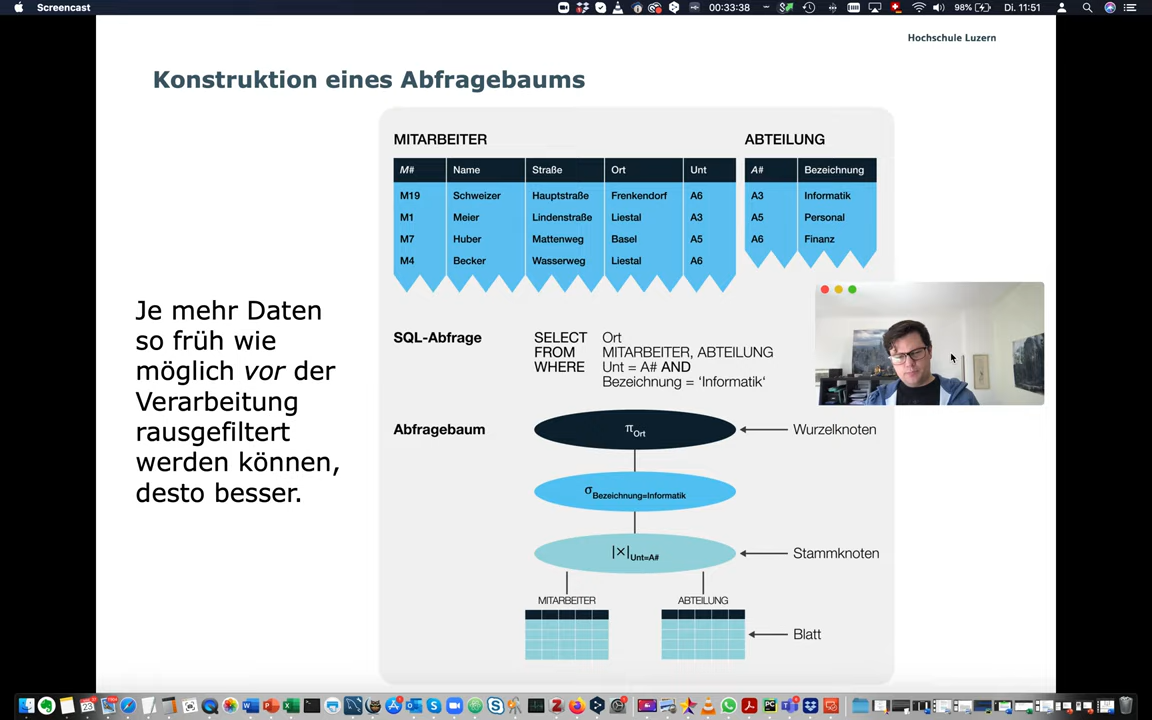 Screencast
00:33:38
98%
Di. 11:51
Hochschule Luzern
Konstruktion eines Abfragebaums
MITARBEITER
M# Name Straße Ort Unt
M19 Schweizer Hauptstraße Frenkendorf A6
M1 Meier Lindenstraße Liestal A3
M7 Huber Mattenweg Basel A5
M4 Becker Wasserweg Liestal A6
ABTEILUNG
A# Bezeichnung
A3 Informatik
A5 Personal
A6 Finanz
Je mehr Daten
so früh wie
möglich vor der
Verarbeitung
rausgefiltert
werden können,
desto besser.
SQL-Abfrage
SELECT Ort
FROM MITARBEITER, ABTEILUNG
WHERE Unt = A# AND
Bezeichnung = ‘Informatik‘
Abfragebaum
πOrt
Wurzelknoten
σBezeichnung=Informatik
|×|Unt=A#
Stammknoten
MITARBEITER ABTEILUNG
Blatt